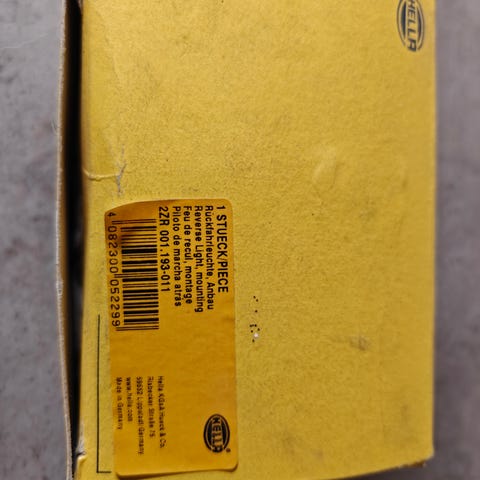 HELLA
1 STUECK/PIECE
Rückfahrleuchte, Anbau
Reverse Light, mounting
Feu de recul, montage
Piloto de marcha atrás
2ZR 001.193-011
4 082300 052299
Hella KGaA Hueck & Co.
Rixbecker Straße 75
59552 Lippstadt/Germany
www.hella.com
Made in Germany
HELLA